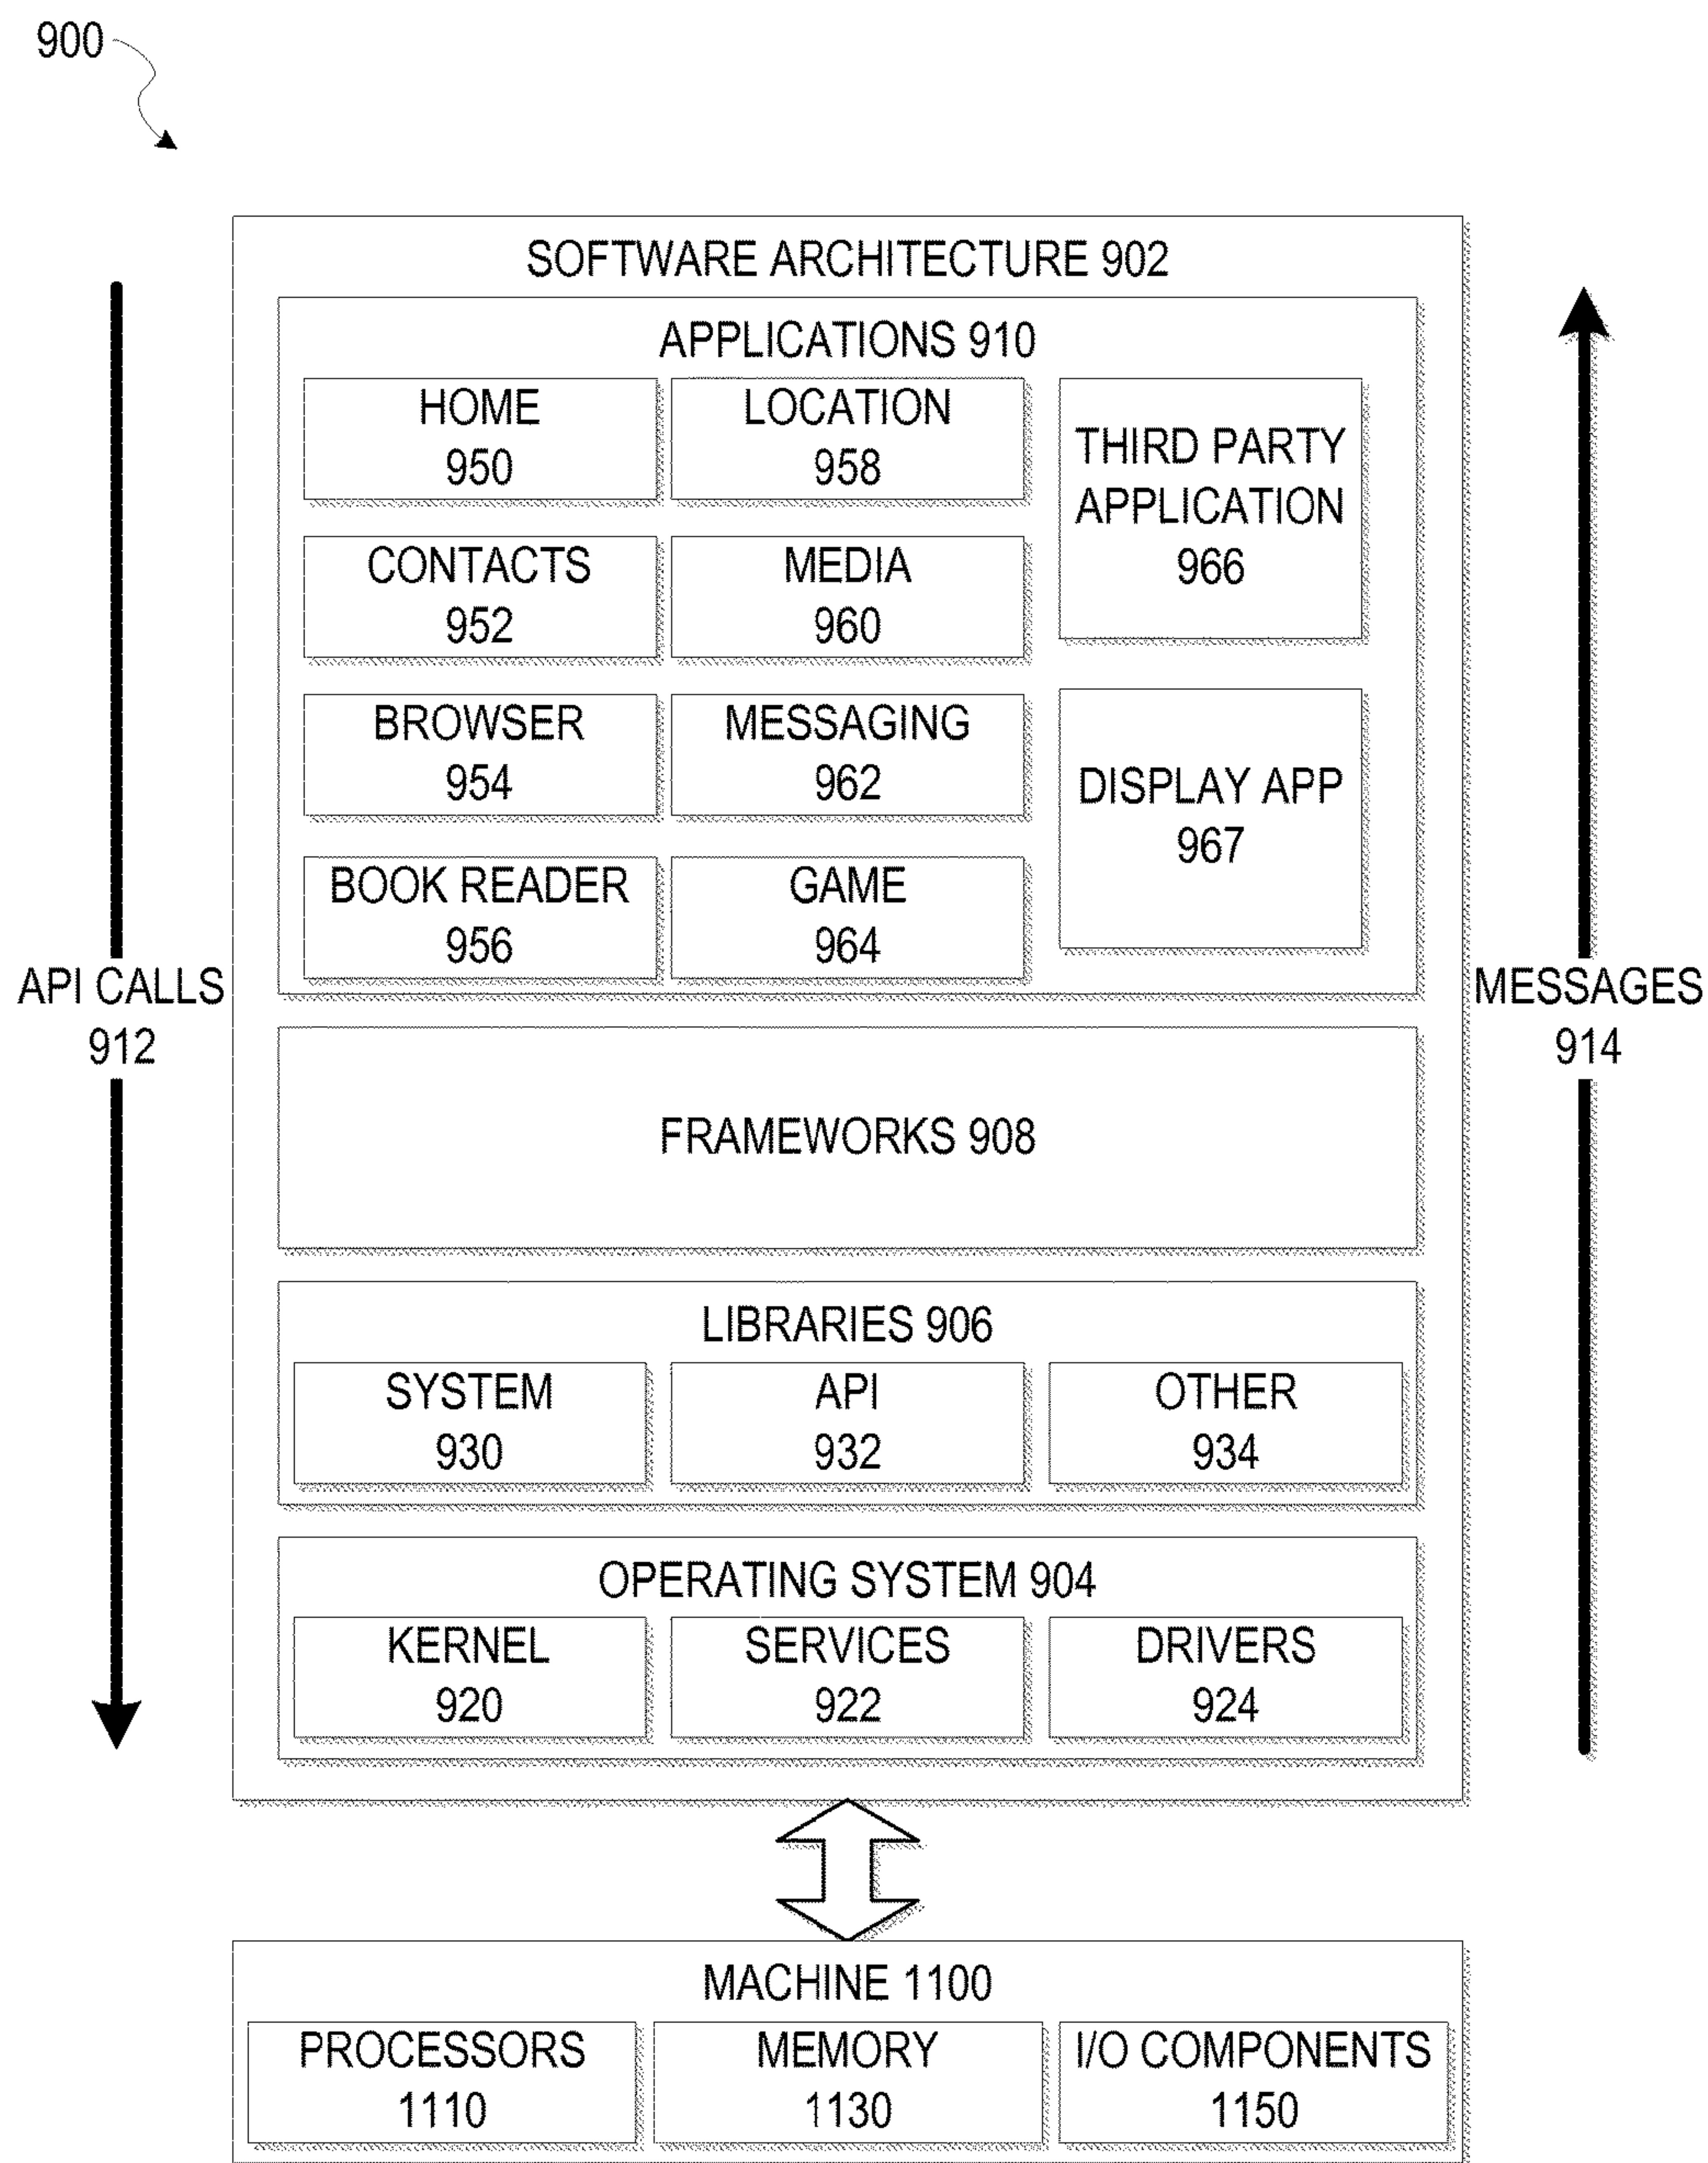 900
SOFTWARE ARCHITECTURE 902
APPLICATIONS 910
HOME
950
LOCATION
958
THIRD PARTY
APPLICATION
966
CONTACTS
952
MEDIA
960
BROWSER
954
MESSAGING
962
DISPLAY APP
967
BOOK READER
956
GAME
964
API CALLS
912
MESSAGES
914
FRAMEWORKS 908
LIBRARIES 906
SYSTEM
930
API
932
OTHER
934
OPERATING SYSTEM 904
KERNEL
920
SERVICES
922
DRIVERS
924
MACHINE 1100
PROCESSORS
1110
MEMORY
1130
I/O COMPONENTS
1150